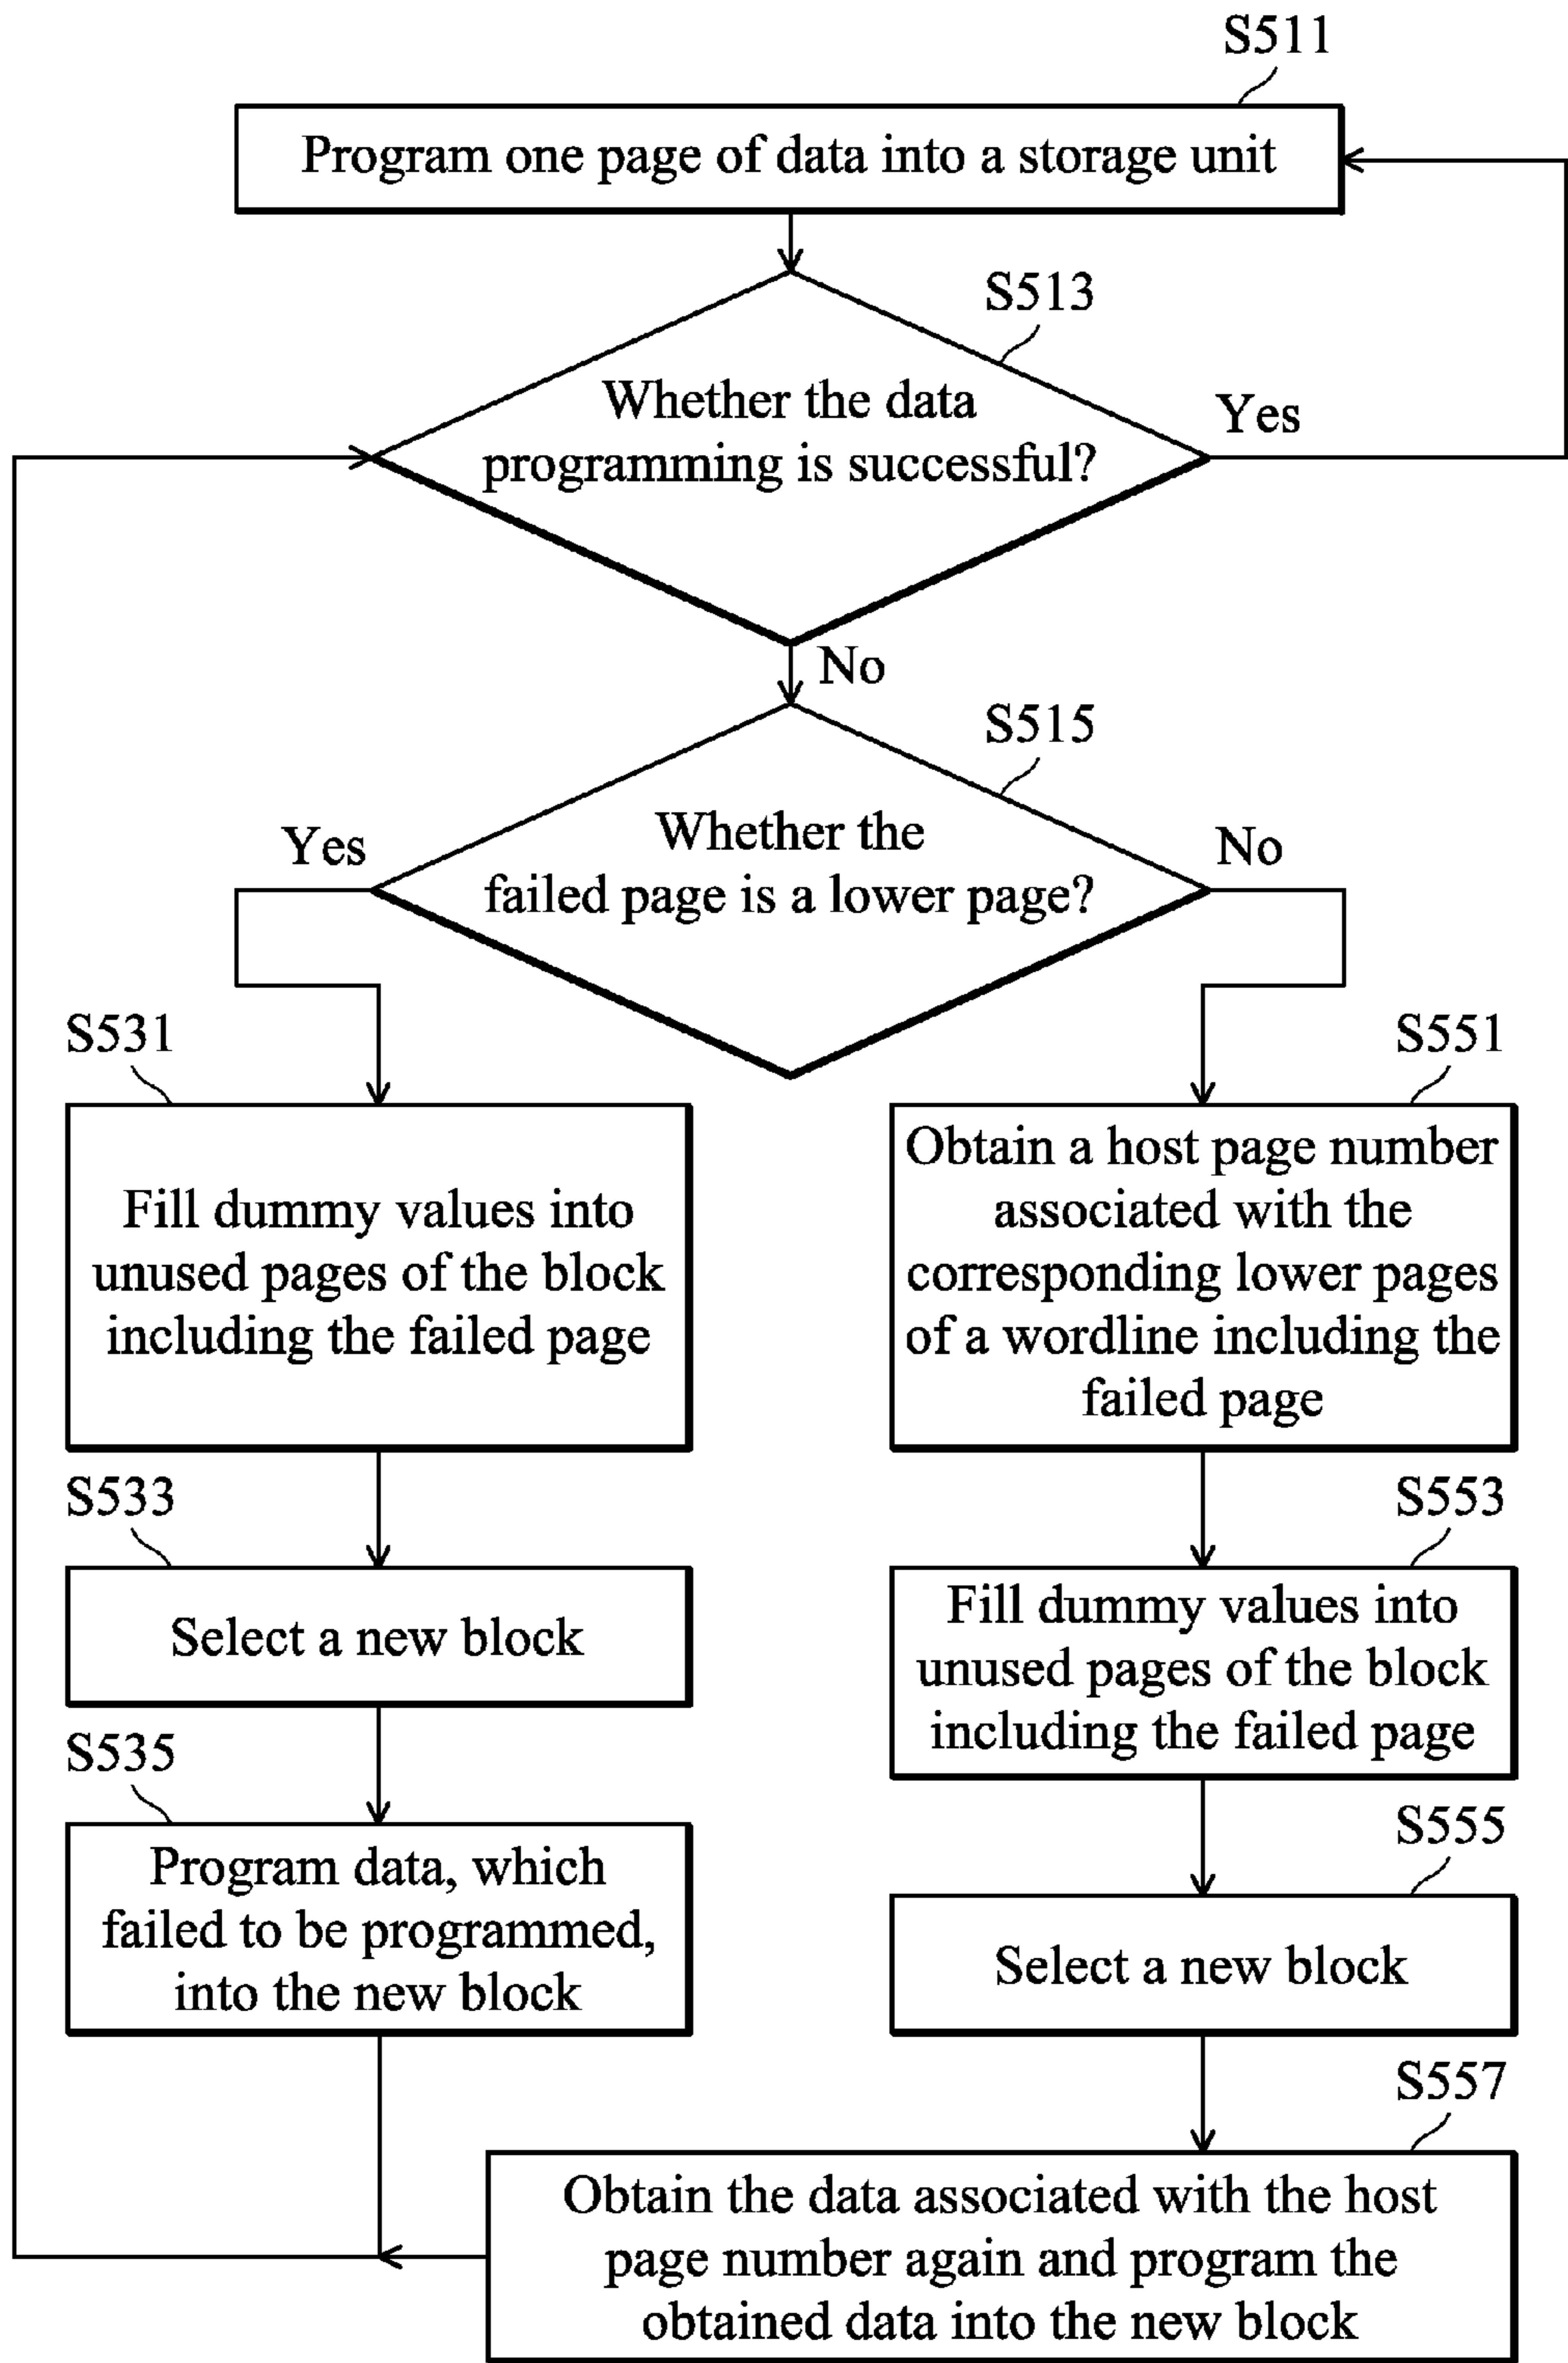 S511
Program one page of data into a storage unit
S513
Whether the data
programming is successful?
Yes
No
S515
Whether the
failed page is a lower page?
Yes
No
S531
Fill dummy values into
unused pages of the block
including the failed page
S533
Select a new block
S535
Program data, which
failed to be programmed,
into the new block
S551
Obtain a host page number
associated with the
corresponding lower pages
of a wordline including the
failed page
S553
Fill dummy values into
unused pages of the block
including the failed page
S555
Select a new block
S557
Obtain the data associated with the host
page number again and program the
obtained data into the new block